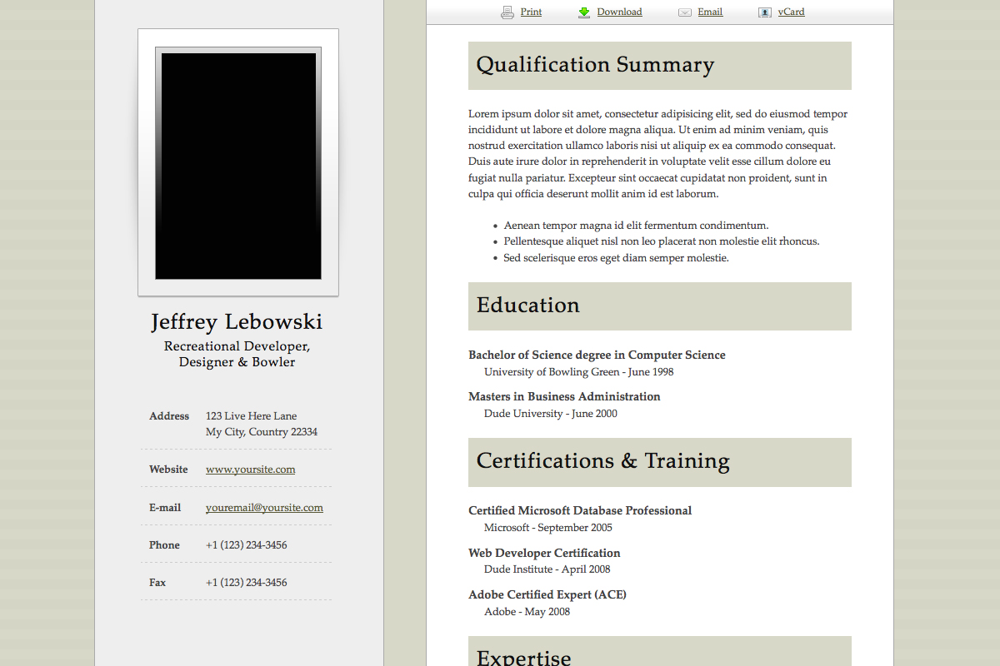 Print Download Email vCard
Jeffrey Lebowski
Recreational Developer,
Designer & Bowler
Address 123 Live Here Lane
My City, Country 22334
Website www.yoursite.com
E-mail youremail@yoursite.com
Phone +1 (123) 234-3456
Fax +1 (123) 234-3456
Qualification Summary
Lorem ipsum dolor sit amet, consectetur adipisicing elit, sed do eiusmod tempor
incididunt ut labore et dolore magna aliqua. Ut enim ad minim veniam, quis
nostrud exercitation ullamco laboris nisi ut aliquip ex ea commodo consequat.
Duis aute irure dolor in reprehenderit in voluptate velit esse cillum dolore eu
fugiat nulla pariatur. Excepteur sint occaecat cupidatat non proident, sunt in
culpa qui officia deserunt mollit anim id est laborum.
• Aenean tempor magna id elit fermentum condimentum.
• Pellentesque aliquet nisl non leo placerat non molestie elit rhoncus.
• Sed scelerisque eros eget diam semper molestie.
Education
Bachelor of Science degree in Computer Science
University of Bowling Green - June 1998
Masters in Business Administration
Dude University - June 2000
Certifications & Training
Certified Microsoft Database Professional
Microsoft - September 2005
Web Developer Certification
Dude Institute - April 2008
Adobe Certified Expert (ACE)
Adobe - May 2008
Expertise